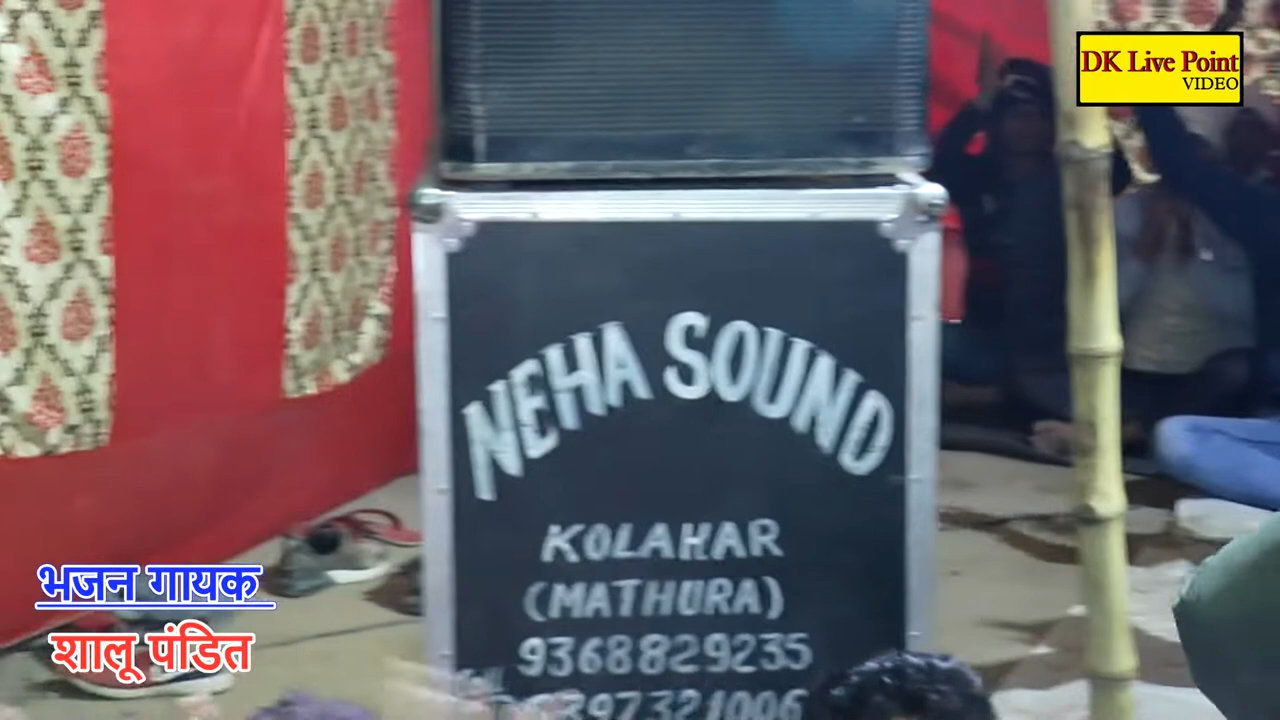 DK Live Point
VIDEO
NEHA SOUND
KOLAHAR
(MATHURA)
9368829235
भजन गायक
शालू पंडित